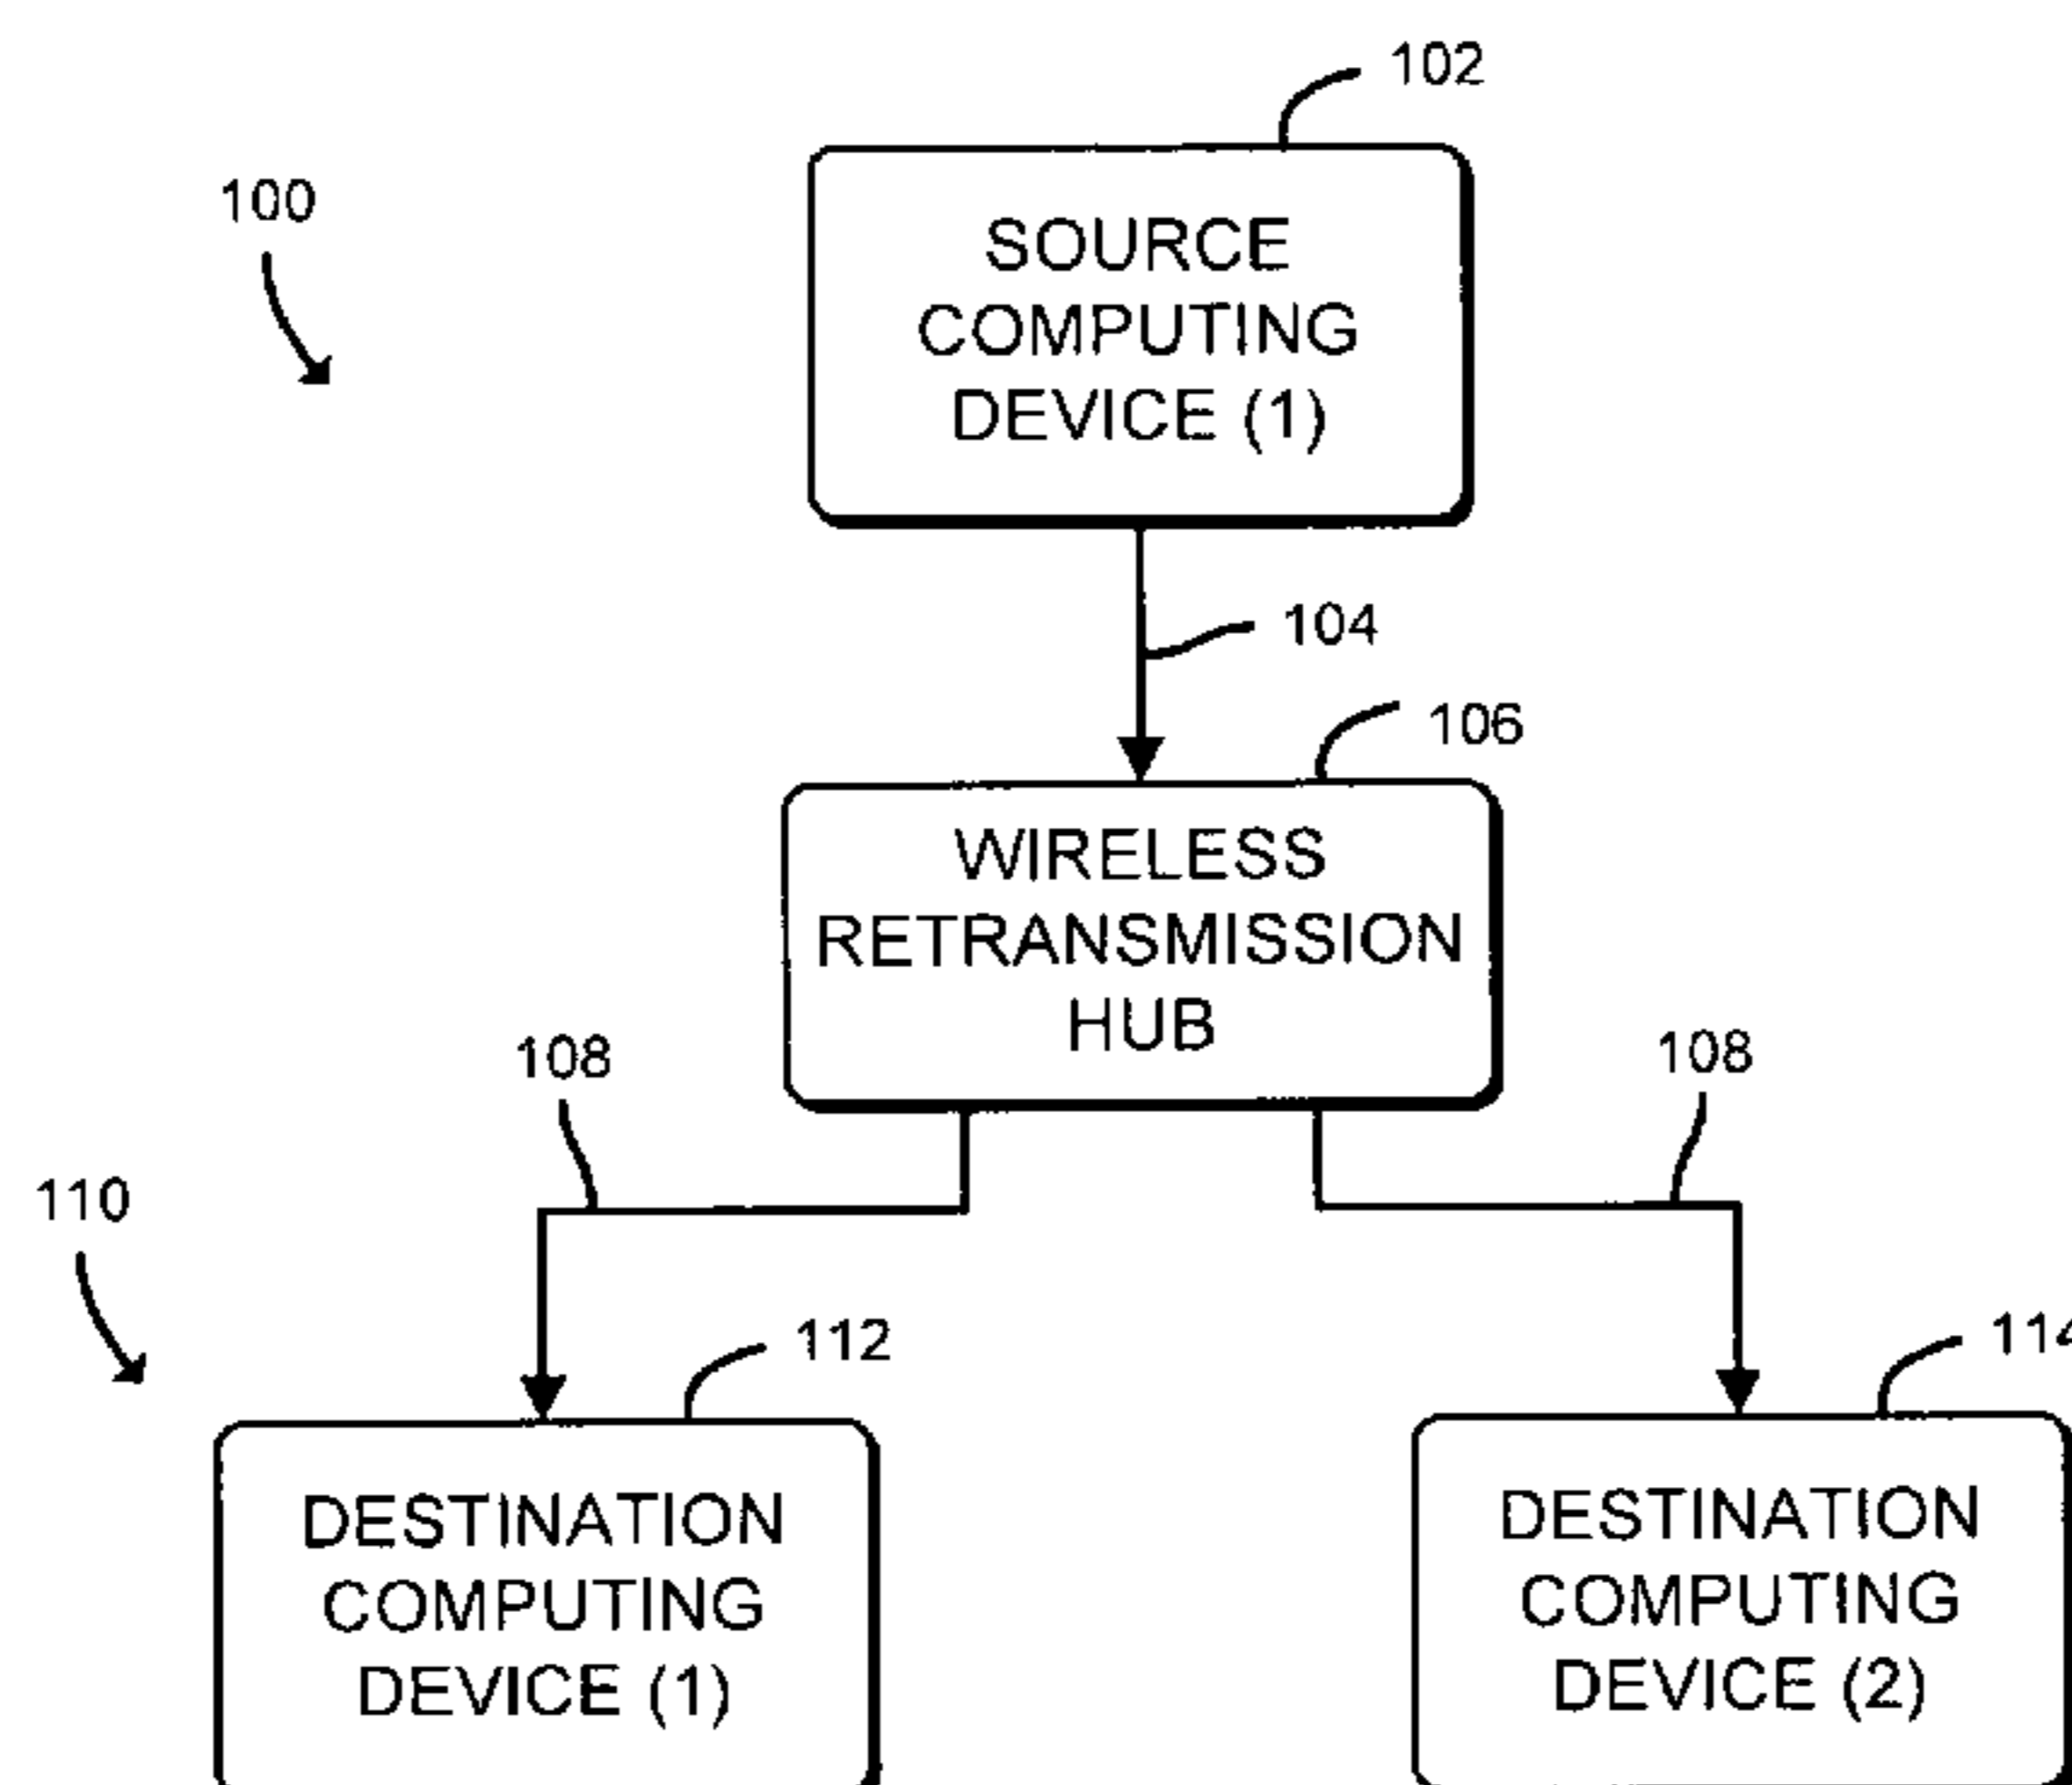 102
100
SOURCE
COMPUTING
DEVICE (1)
104
106
WIRELESS
RETRANSMISSION
HUB
108
108
110
112
114
DESTINATION
COMPUTING
DEVICE (1)
DESTINATION
COMPUTING
DEVICE (2)